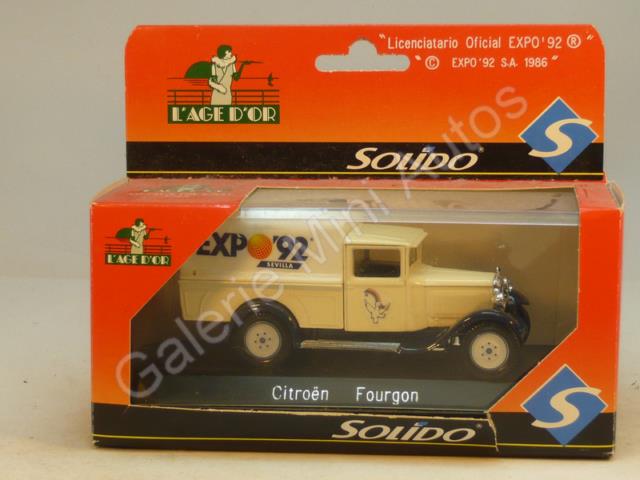 "Licenciatario Oficial EXPO'92 ®"
"© EXPO'92 S.A. 1986"
L'AGE D'OR
SOLIDO
S
L'AGE D'OR
EXPO'92
SEVILLA
Citroën Fourgon
SOLIDO
S
Galerie Mini Autos